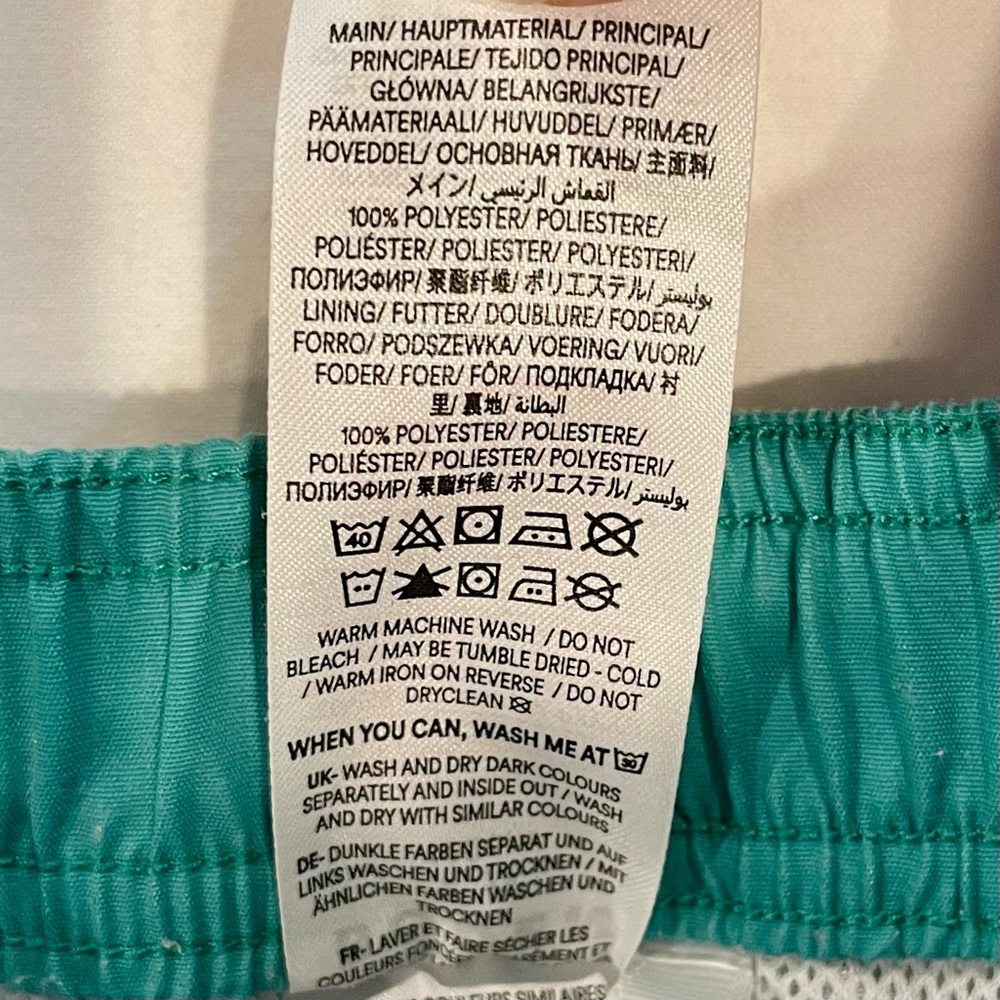 MAIN/ HAUPTMATERIAL/ PRINCIPAL/
PRINCIPALE/ TEJIDO PRINCIPAL/
GŁÓWNA/ BELANGRIJKSTE/
PÄÄMATERIAALI/ HUVUDDEL/ PRIMÆR/
HOVEDDEL/ ОСНОВНАЯ ТКАНЬ/ 主面料/
メイン/ القماش الرئيسي
100% POLYESTER/ POLIESTERE/
POLIÉSTER/ POLIESTER/ POLYESTERI/
ПОЛИЭФИР/ 聚酯纤维/ ポリエステル/ بوليستر
LINING/ FUTTER/ DOUBLURE/ FODERA/
FORRO/ PODSZEWKA/ VOERING/ VUORI/
FODER/ FOER/ FÔR/ ПОДКЛАДКА/ 衬
里/ 裏地/ البطانة
100% POLYESTER/ POLIESTERE/
POLIÉSTER/ POLIESTER/ POLYESTERI/
ПОЛИЭФИР/ 聚酯纤维/ ポリエステル/ بوليستر
40
WARM MACHINE WASH / DO NOT
BLEACH / MAY BE TUMBLE DRIED - COLD
/ WARM IRON ON REVERSE / DO NOT
DRYCLEAN
WHEN YOU CAN, WASH ME AT 30
UK- WASH AND DRY DARK COLOURS
SEPARATELY AND INSIDE OUT / WASH
AND DRY WITH SIMILAR COLOURS
DE- DUNKLE FARBEN SEPARAT UND AUF
LINKS WASCHEN UND TROCKNEN / MIT
ÄHNLICHEN FARBEN WASCHEN UND
TROCKNEN
FR- LAVER ET FAIRE SÉCHER LES
COULEURS ET
COULEURS SIMILAIRES